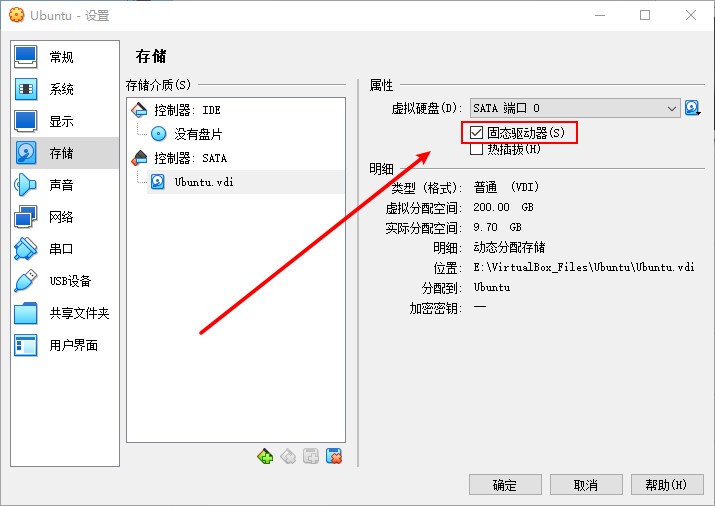 Ubuntu - 设置
常规
系统
显示
存储
声音
网络
串口
USB设备
共享文件夹
用户界面
存储
存储介质(S)
控制器: IDE
没有盘片
控制器: SATA
Ubuntu.vdi
属性
虚拟硬盘(D): SATA 端口 0
固态驱动器(S)
热插拔(H)
明细
类型 (格式): 普通 (VDI)
虚拟分配空间: 200.00 GB
实际分配空间: 9.70 GB
明细: 动态分配存储
位置: E:\VirtualBox_Files\Ubuntu\Ubuntu.vdi
分配到: Ubuntu
加密密钥: —
确定
取消
帮助(H)